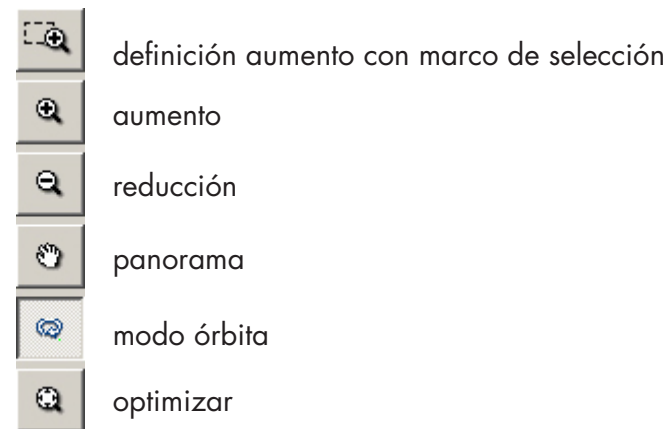 definición aumento con marco de selección
aumento
reducción
panorama
modo órbita
optimizar